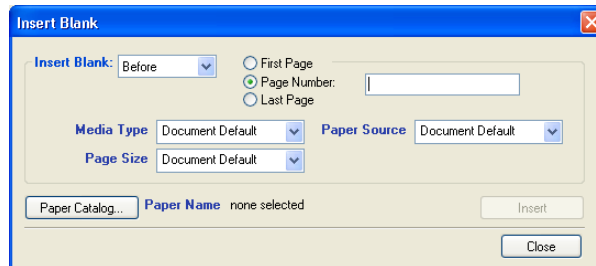 Insert Blank
Insert Blank: Before
First Page
Page Number:
Last Page
Media Type Document Default Paper Source Document Default
Page Size Document Default
Paper Catalog... Paper Name none selected Insert
Close